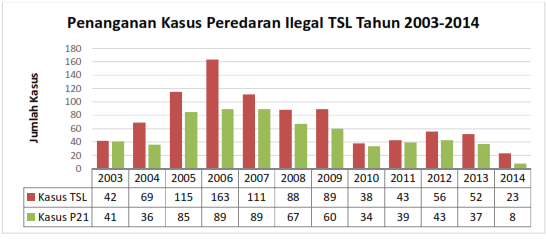 Penanganan Kasus Peredaran Ilegal TSL Tahun 2003-2014
Jumlah Kasus
180
160
140
120
100
80
60
40
20
0
2003 2004 2005 2006 2007 2008 2009 2010 2011 2012 2013 2014
Kasus TSL 42 69 115 163 111 88 89 38 43 56 52 23
Kasus P21 41 36 85 89 89 67 60 34 39 43 37 8